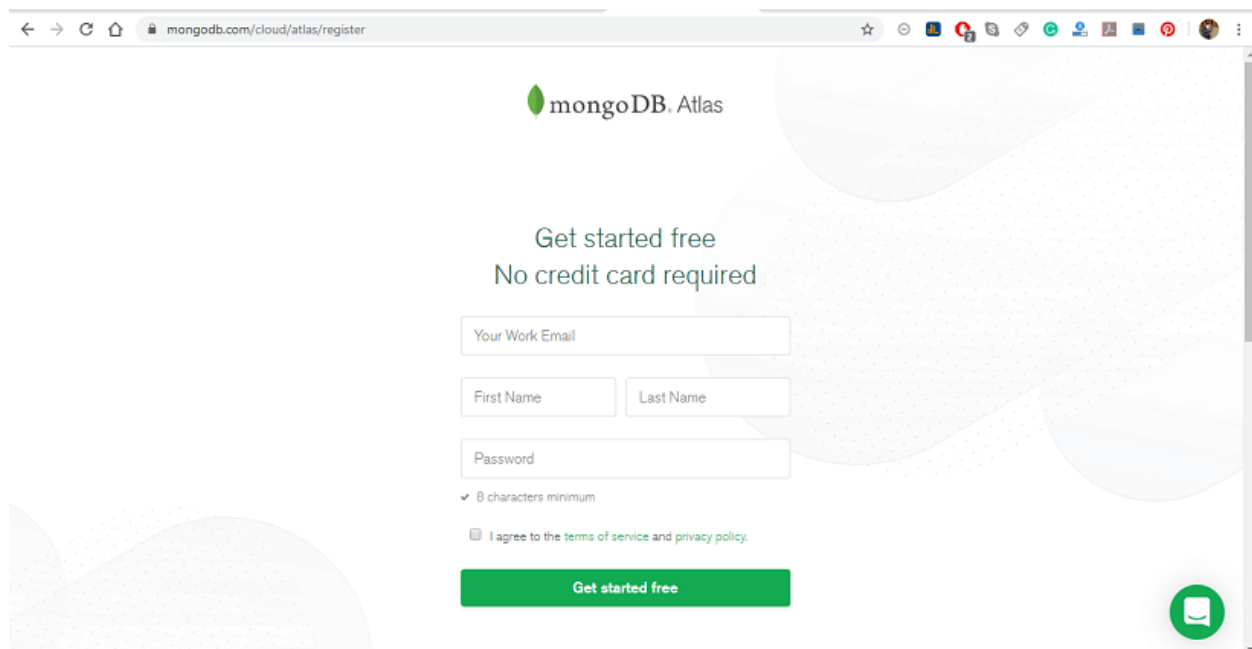 mongodb.com/cloud/atlas/register
2
mongoDB. Atlas
Get started free
No credit card required
Your Work Email
First Name Last Name
Password
✔ 8 characters minimum
I agree to the terms of service and privacy policy.
Get started free